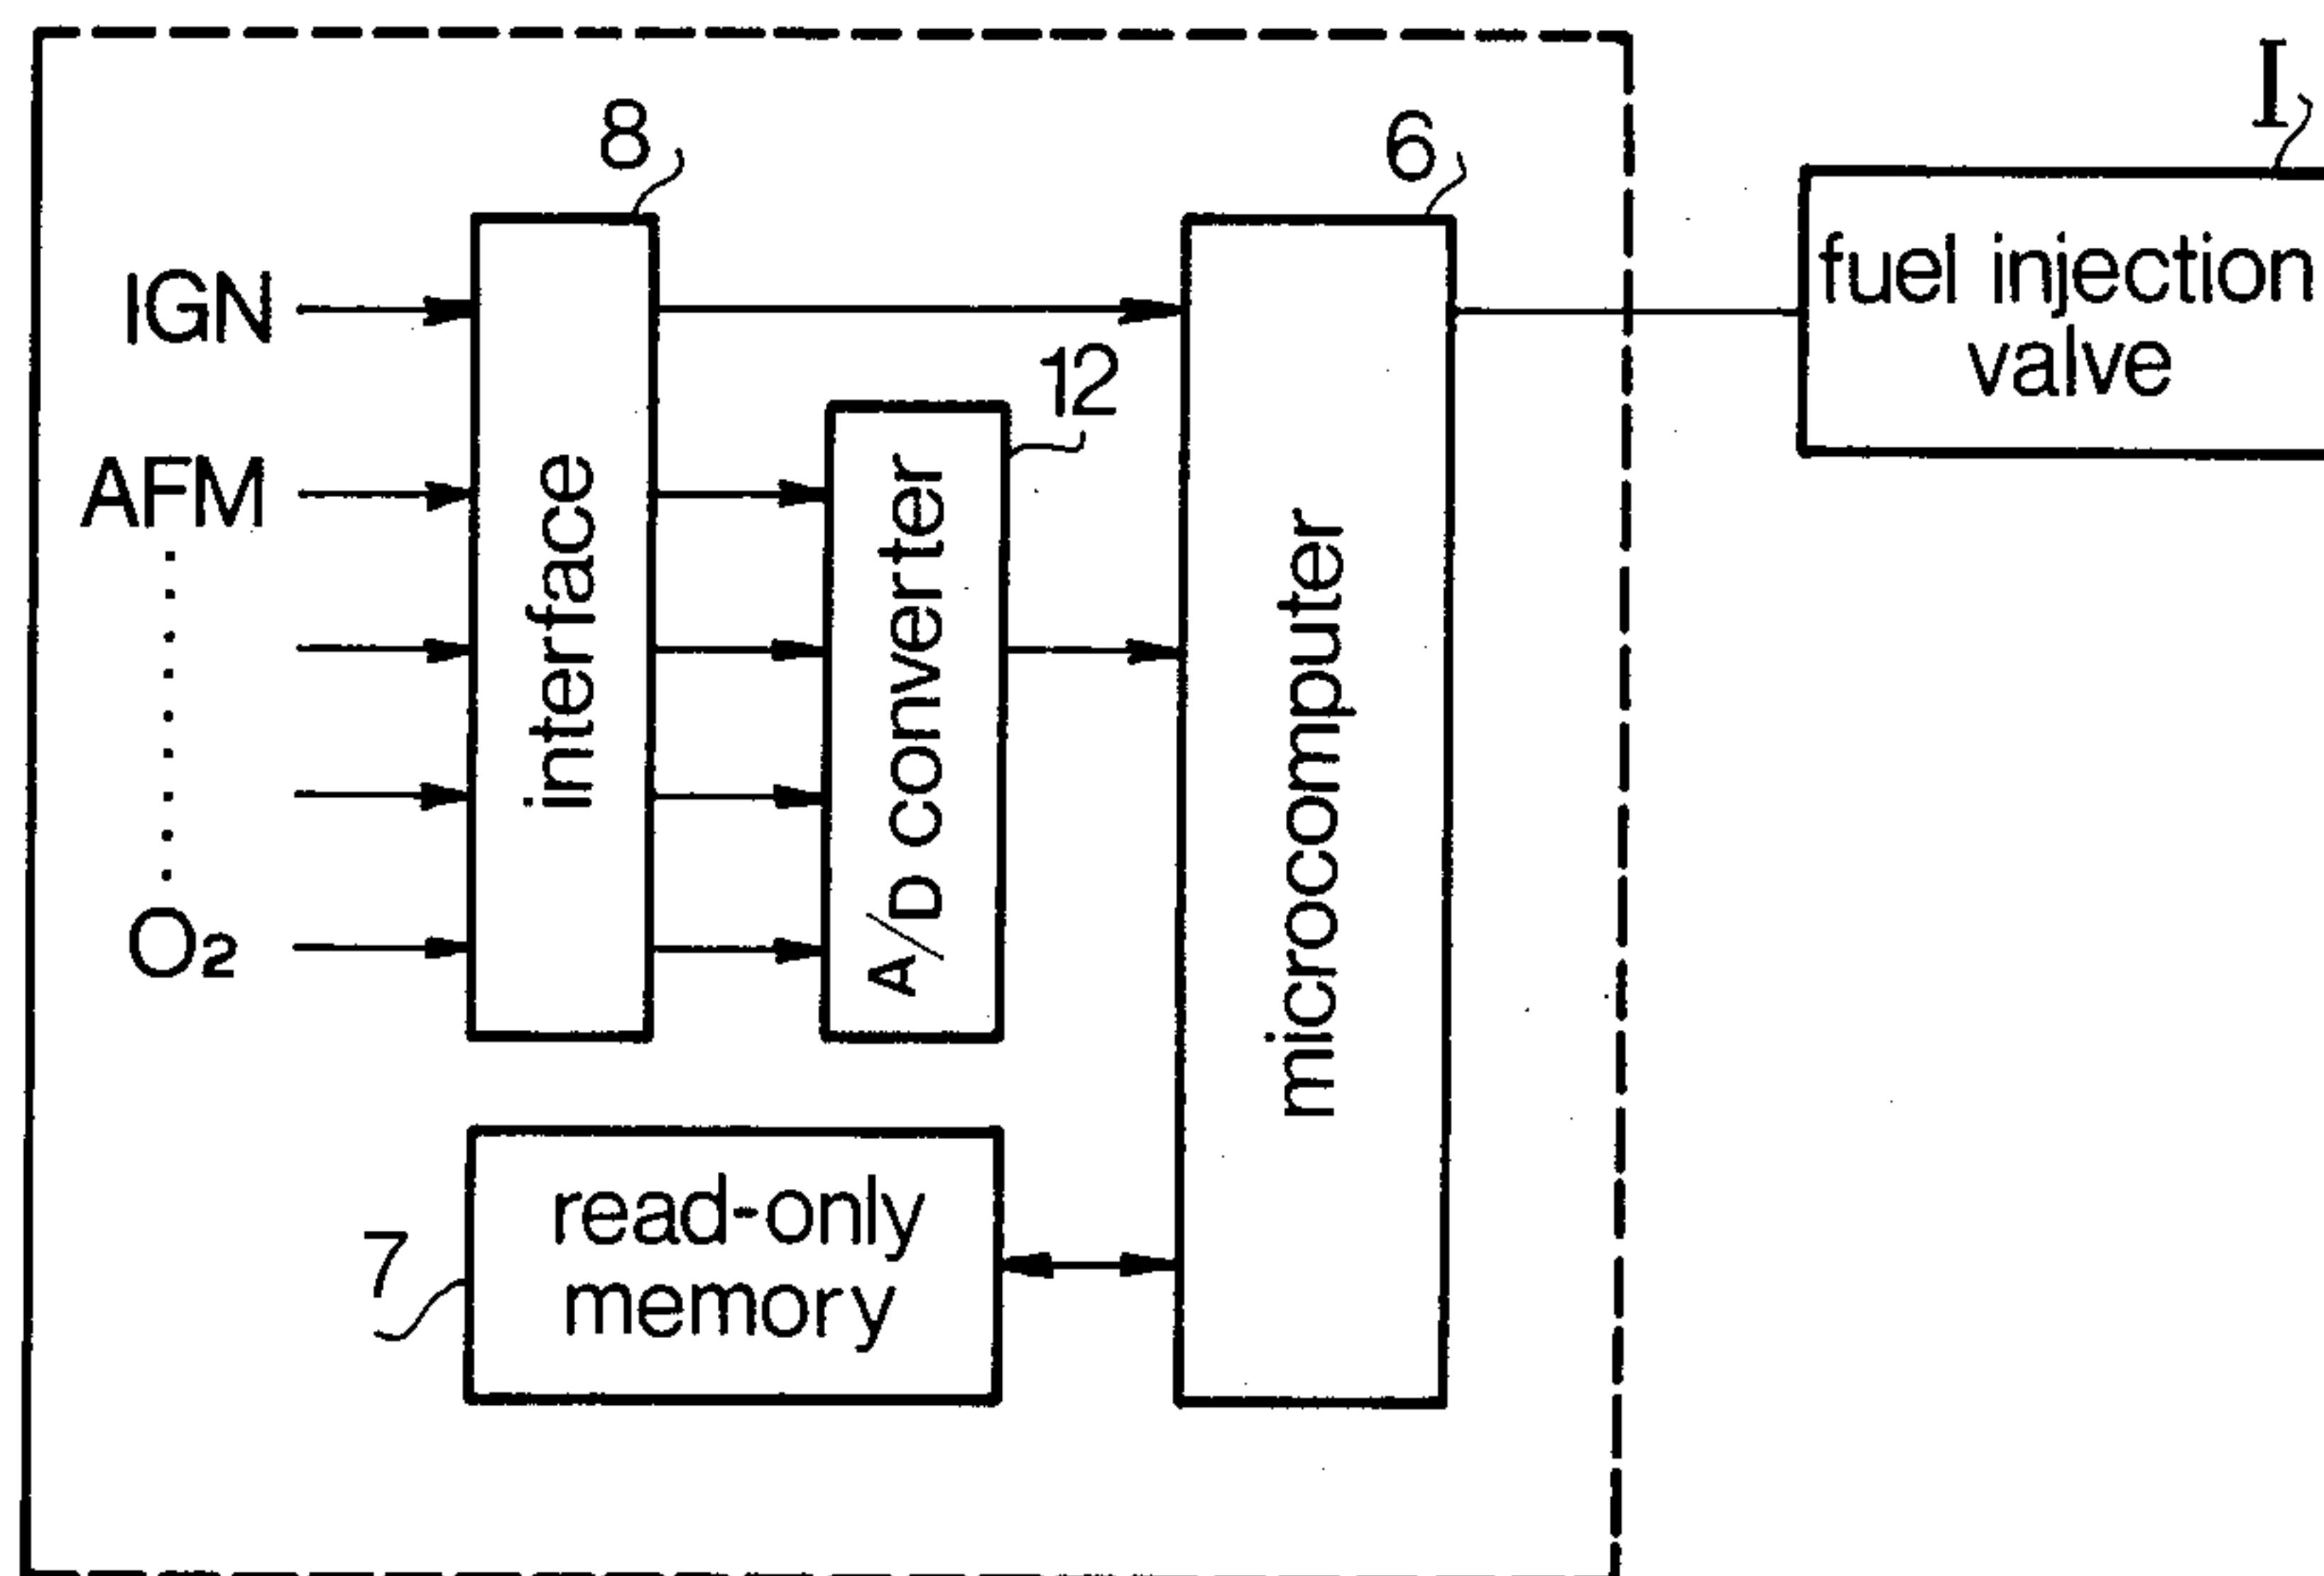 I
8
6
fuel injection
valve
IGN
12
AFM
interface
A/D converter
microcomputer
O₂
read-only
memory
7